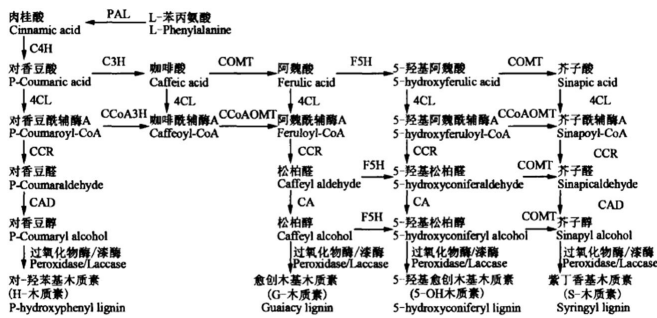 肉桂酸 PAL L-苯丙氨酸
Cinnamic acid L-Phenylalanine
C4H
对香豆酸 C3H 咖啡酸 COMT 阿魏酸 F5H 5-羟基阿魏酸 COMT 芥子酸
P-Coumaric acid Caffeic acid Ferulic acid 5-hydroxyferulic acid Sinapic acid
4CL 4CL 4CL 4CL 4CL
对香豆酰辅酶A CCoA3H 咖啡酰辅酶A CCoAOMT 阿魏酰辅酶A 5-羟基阿魏酰辅酶A CCoAOMT 芥子酰辅酶A
P-Coumaroyl-CoA Caffeoyl-CoA Feruloyl-CoA 5-hydroxyferuloyl-CoA Sinapoyl-CoA
CCR CCR CCR CCR
对香豆醛 松柏醛 F5H 5-羟基松柏醛 COMT 芥子醛
P-Coumaraldehyde Caffeyl aldehyde 5-hydroxyconiferaldehyde Sinapicaldehyde
CAD CA CA CAD
对香豆醇 松柏醇 F5H 5-羟基松柏醇 COMT 芥子醇
P-Coumaryl alcohol Caffeyl alcohol 5-hydroxyconiferyl alcohol Sinapyl alcohol
过氧化物酶/漆酶 过氧化物酶/漆酶 过氧化物酶/漆酶 过氧化物酶/漆酶
Peroxidase/Laccase Peroxidase/Laccase Peroxidase/Laccase Peroxidase/Laccase
对-羟苯基木质素 愈创木基木质素 5-羟基愈创木基木质素 紫丁香基木质素
(H-木质素) (G-木质素) (5-OH木质素) (S-木质素)
P-hydroxyphenyl lignin Guaiacy lignin 5-hydroxyconiferyl lignin Syringyl lignin